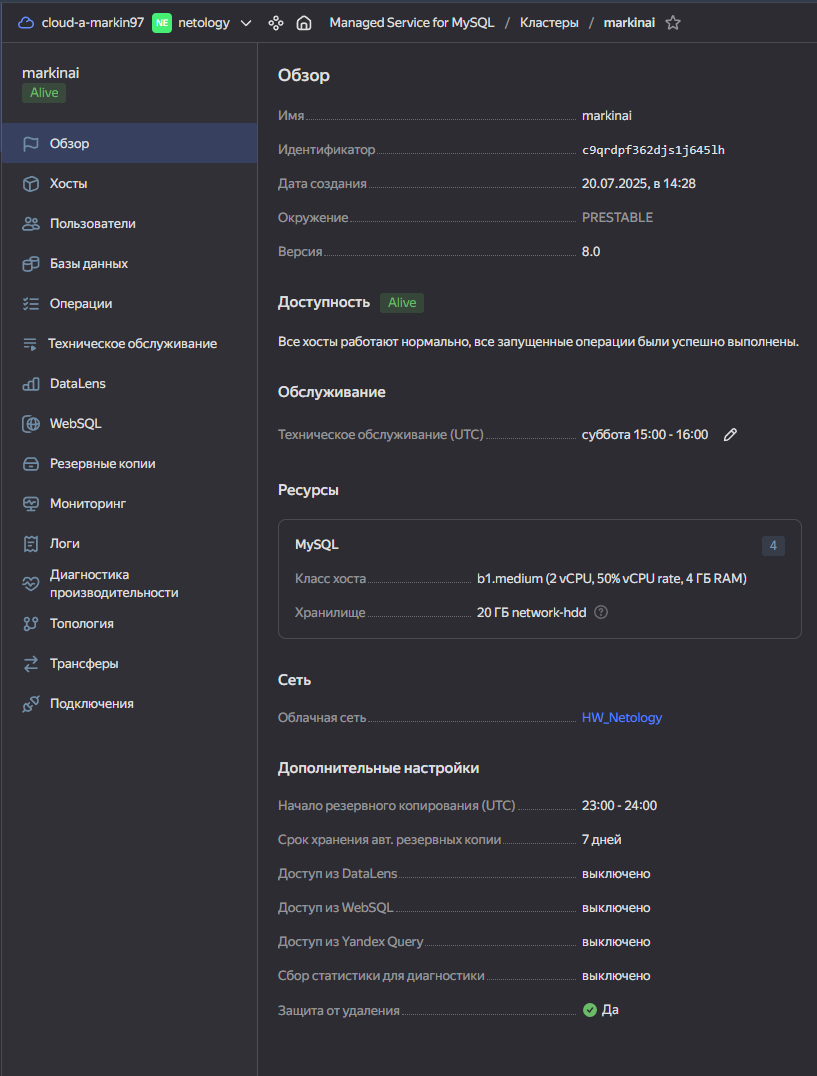 cloud-a-markin97 NE netology Managed Service for MySQL / Кластеры / markinai
markinai
Alive
Обзор
Хосты
Пользователи
Базы данных
Операции
Техническое обслуживание
DataLens
WebSQL
Резервные копии
Мониторинг
Логи
Диагностика
производительности
Топология
Трансферы
Подключения
Обзор
Имя markinai
Идентификатор c9qrdpf362djs1j645lh
Дата создания 20.07.2025, в 14:28
Окружение PRESTABLE
Версия 8.0
Доступность Alive
Все хосты работают нормально, все запущенные операции были успешно выполнены.
Обслуживание
Техническое обслуживание (UTC) суббота 15:00 - 16:00
Ресурсы
MySQL 4
Класс хоста b1.medium (2 vCPU, 50% vCPU rate, 4 ГБ RAM)
Хранилище 20 ГБ network-hdd
Сеть
Облачная сеть HW_Netology
Дополнительные настройки
Начало резервного копирования (UTC) 23:00 - 24:00
Срок хранения авт. резервных копии 7 дней
Доступ из DataLens выключено
Доступ из WebSQL выключено
Доступ из Yandex Query выключено
Сбор статистики для диагностики выключено
Защита от удаления Да